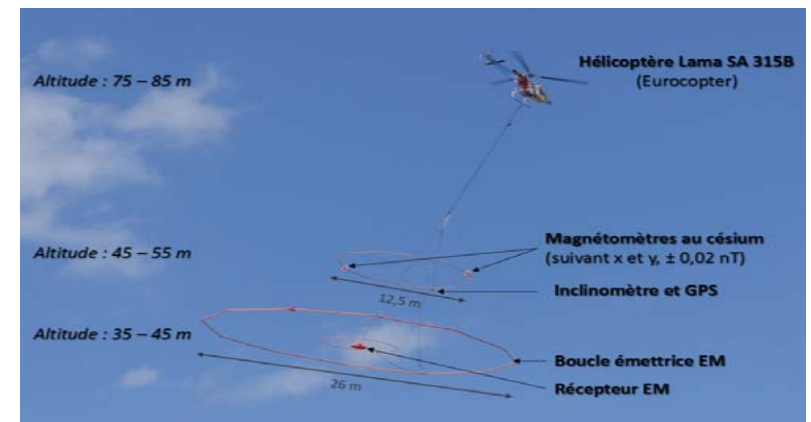 Hélicoptère Lama SA 315B
(Eurocopter)
Altitude : 75 – 85 m
Altitude : 45 – 55 m
Magnétomètres au césium
(suivant x et y, ± 0,02 nT)
12,5 m
Inclinomètre et GPS
Altitude : 35 – 45 m
Boucle émettrice EM
26 m
Récepteur EM